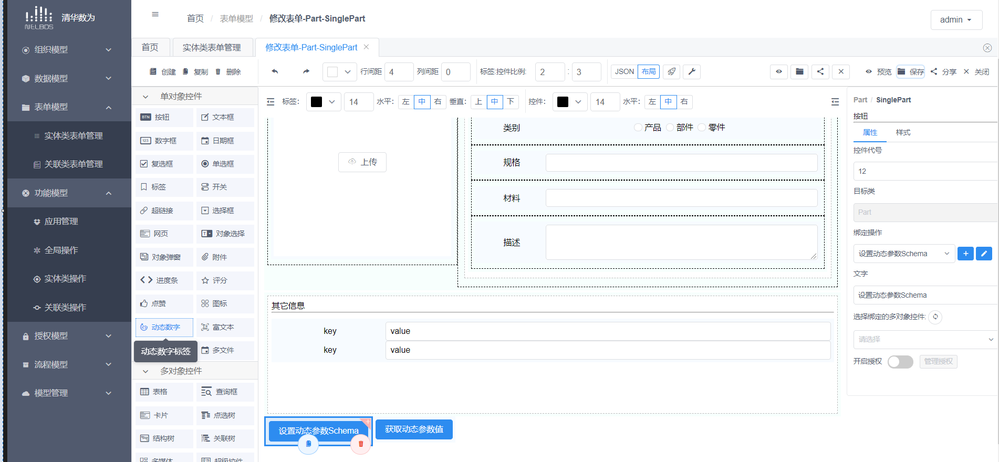 NELBDS
清华数为
首页 / 表单模型 / 修改表单-Part-SinglePart
admin
首页
实体类表单管理
修改表单-Part-SinglePart
创建
复制
删除
行间距
4
列间距
0
标签:控件比例:
2
:
3
JSON
布局
预览
保存
分享
关闭
组织模型
数据模型
表单模型
实体类表单管理
关联类表单管理
功能模型
应用管理
全局操作
实体类操作
关联类操作
授权模型
流程模型
模型管理
单对象控件
BTN 按钮
文本框
123 数字框
日期框
复选框
单选框
标签
开关
超链接
选择框
网页
对象选择
对象弹窗
附件
进度条
评分
点赞
图标
动态数字
富文本
动态数字标签
多文件
多对象控件
表格
查询框
卡片
点选树
结构树
关联树
多媒体
超级控件
标签:
14
水平:
左
中
右
垂直:
上
中
下
控件:
14
水平:
左
中
右
上传
类别
产品
部件
零件
规格
材料
描述
其它信息
key
value
key
value
设置动态参数Schema
获取动态参数值
Part / SinglePart
按钮
属性
样式
控件代号
12
目标类
Part
绑定操作
设置动态参数Schema
文字
设置动态参数Schema
选择绑定的多对象控件:
请选择
开启授权
管理授权